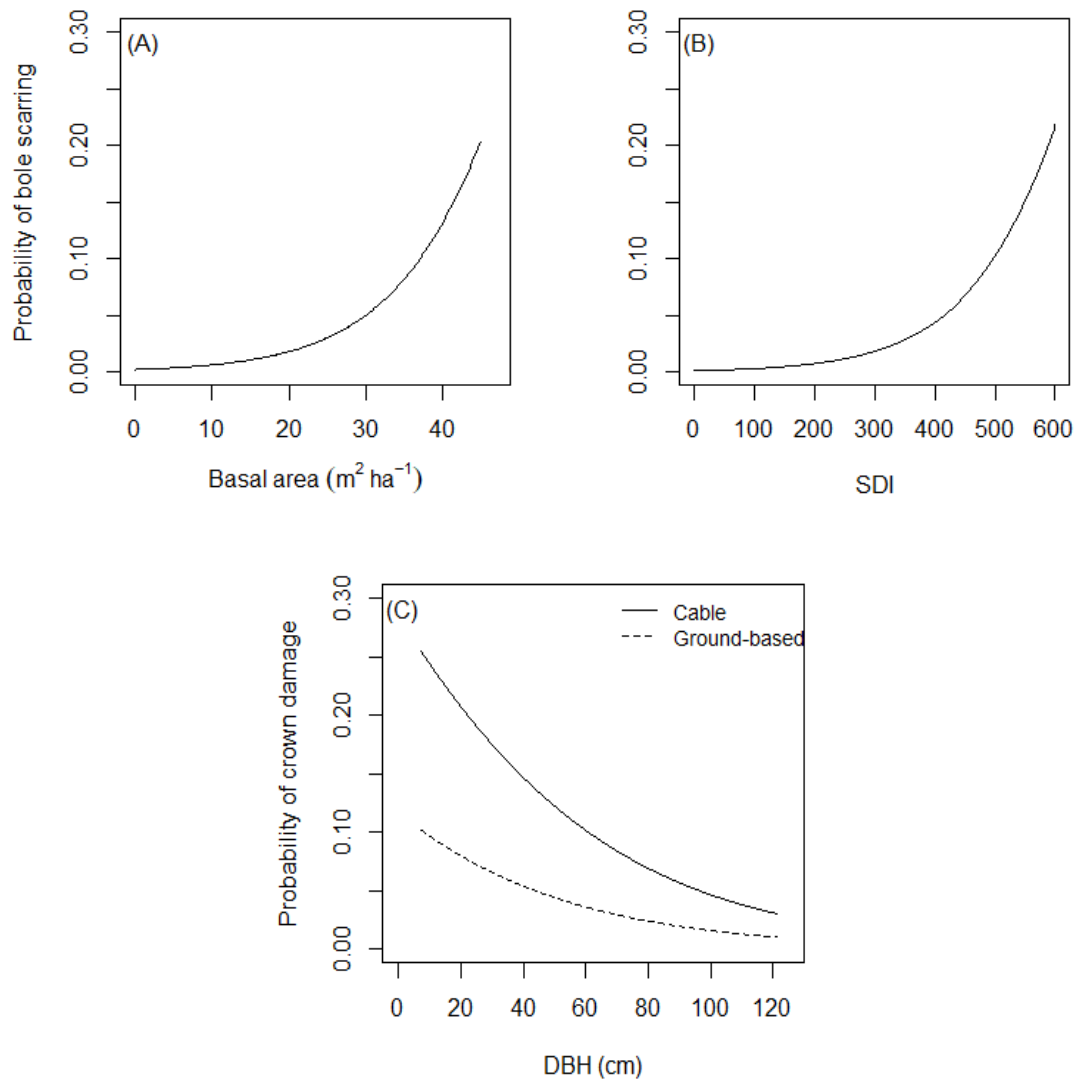 (A)
Probability of bole scarring
0.00 0.10 0.20 0.30
0 10 20 30 40
Basal area (m² ha⁻¹)
(B)
0.00 0.10 0.20 0.30
0 100 200 300 400 500 600
SDI
(C)
Cable
Ground-based
Probability of crown damage
0.00 0.10 0.20 0.30
0 20 40 60 80 100 120
DBH (cm)